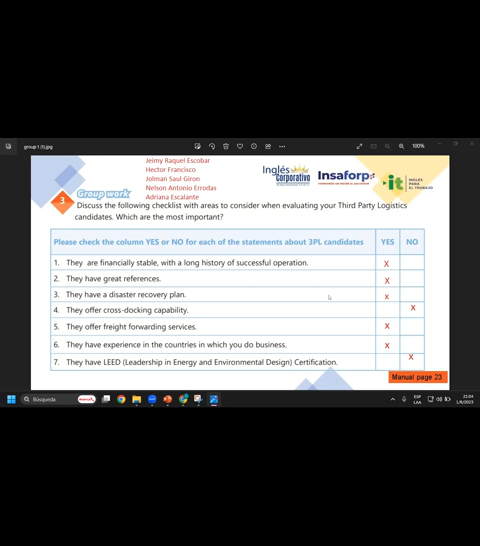 group 1 (5).jpg
100%
Jeimy Raquel Escobar
Hector Francisco
Jolman Saul Giron
Nelson Antonio Errodas
Adriana Escalante
Inglés
Corporativo
Insaforp
it
INGLÉS
PARA
EL TRABAJO
3
Group work
Discuss the following checklist with areas to consider when evaluating your Third Party Logistics
candidates. Which are the most important?
Please check the column YES or NO for each of the statements about 3PL candidates YES NO
1. They are financially stable, with a long history of successful operation. X
2. They have great references. X
3. They have a disaster recovery plan. x
4. They offer cross-docking capability. X
5. They offer freight forwarding services. X
6. They have experience in the countries in which you do business. X
7. They have LEED (Leadership in Energy and Environmental Design) Certification. X
Manual page 23
Búsqueda
ESP
LAA
21:04
1/6/2023